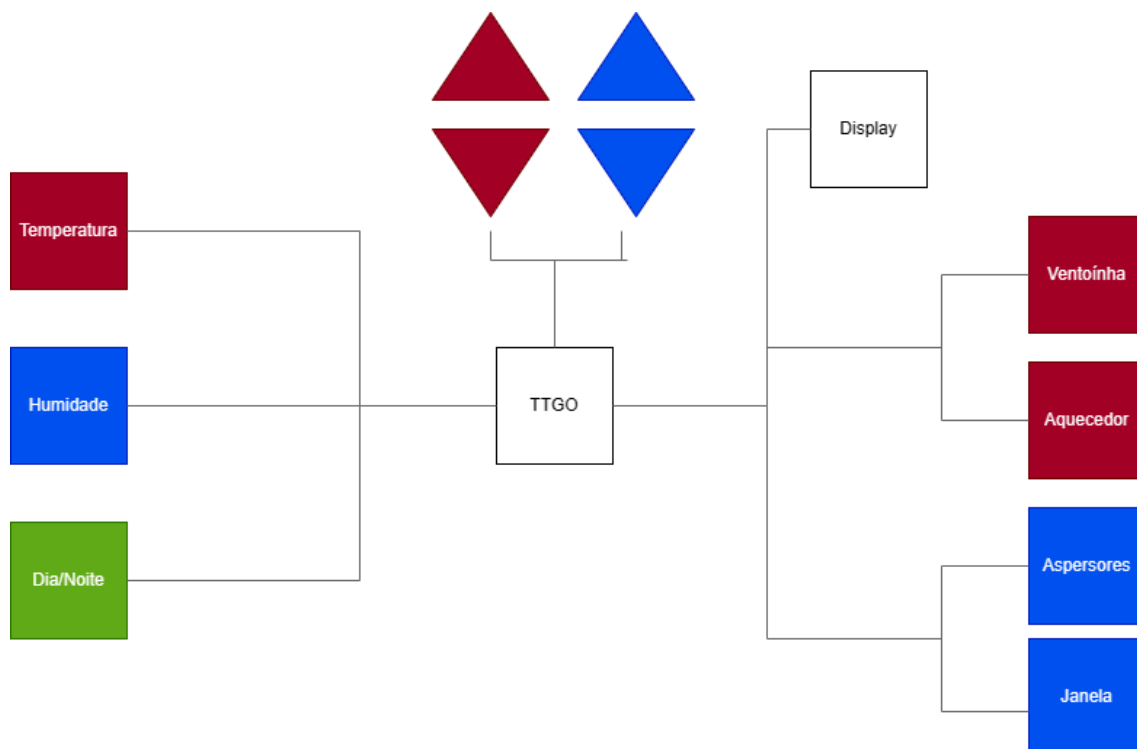 Display
Temperatura
Ventoínha
Humidade
TTGO
Aquecedor
Dia/Noite
Aspersores
Janela